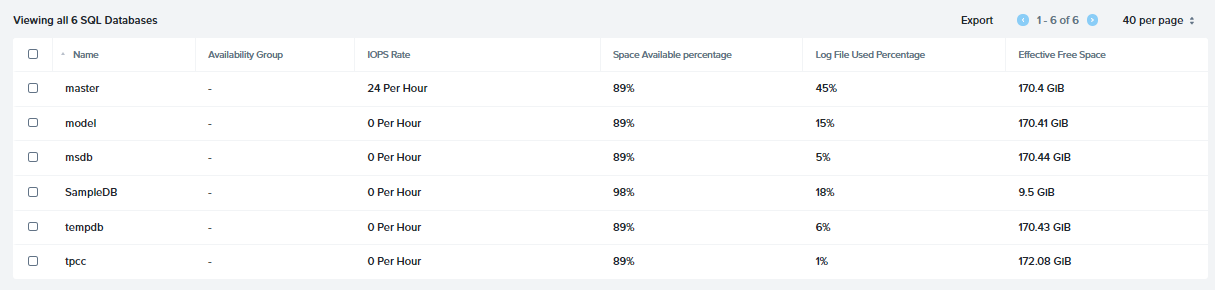 Viewing all 6 SQL Databases Export 1 - 6 of 6 40 per page
Name Availability Group IOPS Rate Space Available percentage Log File Used Percentage Effective Free Space
master - 24 Per Hour 89% 45% 170.4 GiB
model - 0 Per Hour 89% 15% 170.41 GiB
msdb - 0 Per Hour 89% 5% 170.44 GiB
SampleDB - 0 Per Hour 98% 18% 9.5 GiB
tempdb - 0 Per Hour 89% 6% 170.43 GiB
tpcc - 0 Per Hour 89% 1% 172.08 GiB